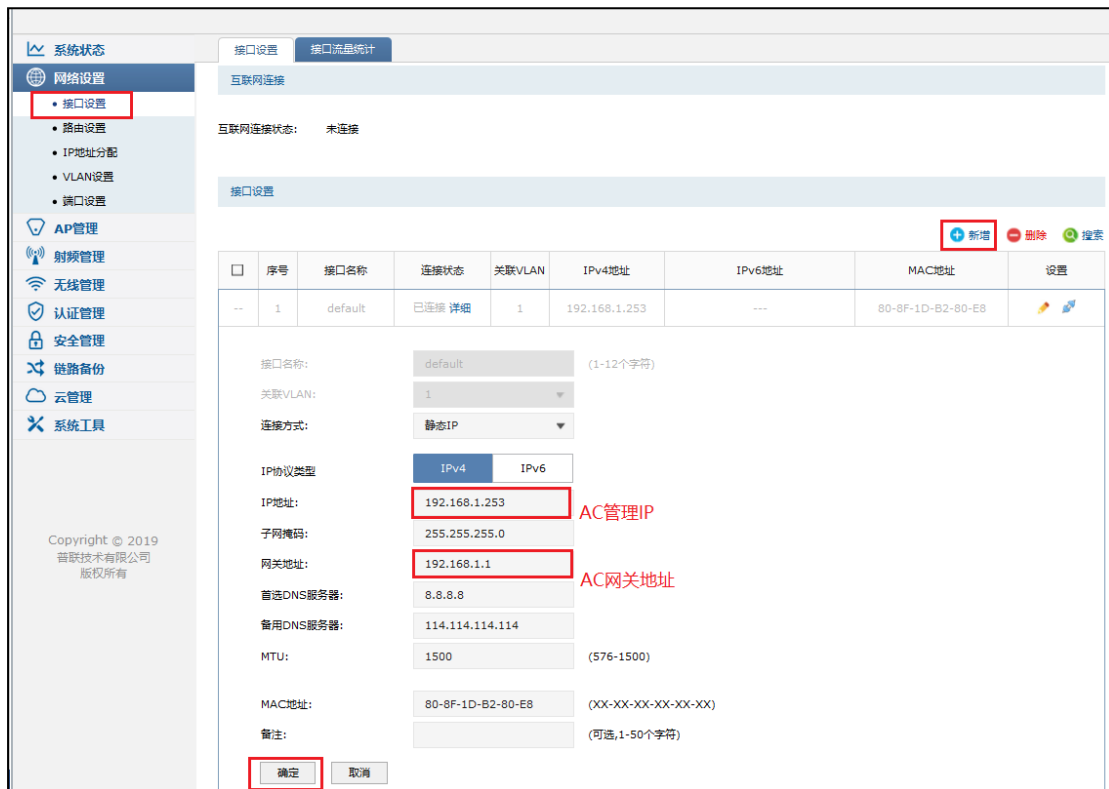 系统状态
网络设置
接口设置
路由设置
IP地址分配
VLAN设置
端口设置
AP管理
射频管理
无线管理
认证管理
安全管理
链路备份
云管理
系统工具
Copyright © 2019
普联技术有限公司
版权所有
接口设置 接口流量统计
互联网连接
互联网连接状态: 未连接
接口设置
新增 删除 搜索
序号 接口名称 连接状态 关联VLAN IPv4地址 IPv6地址 MAC地址 设置
-- 1 default 已连接 详细 1 192.168.1.253 --- 80-8F-1D-B2-80-E8
接口名称: default (1-12个字符)
关联VLAN: 1
连接方式: 静态IP
IP协议类型 IPv4 IPv6
IP地址: 192.168.1.253 AC管理IP
子网掩码: 255.255.255.0
网关地址: 192.168.1.1 AC网关地址
首选DNS服务器: 8.8.8.8
备用DNS服务器: 114.114.114.114
MTU: 1500 (576-1500)
MAC地址: 80-8F-1D-B2-80-E8 (XX-XX-XX-XX-XX-XX)
备注: (可选,1-50个字符)
确定 取消